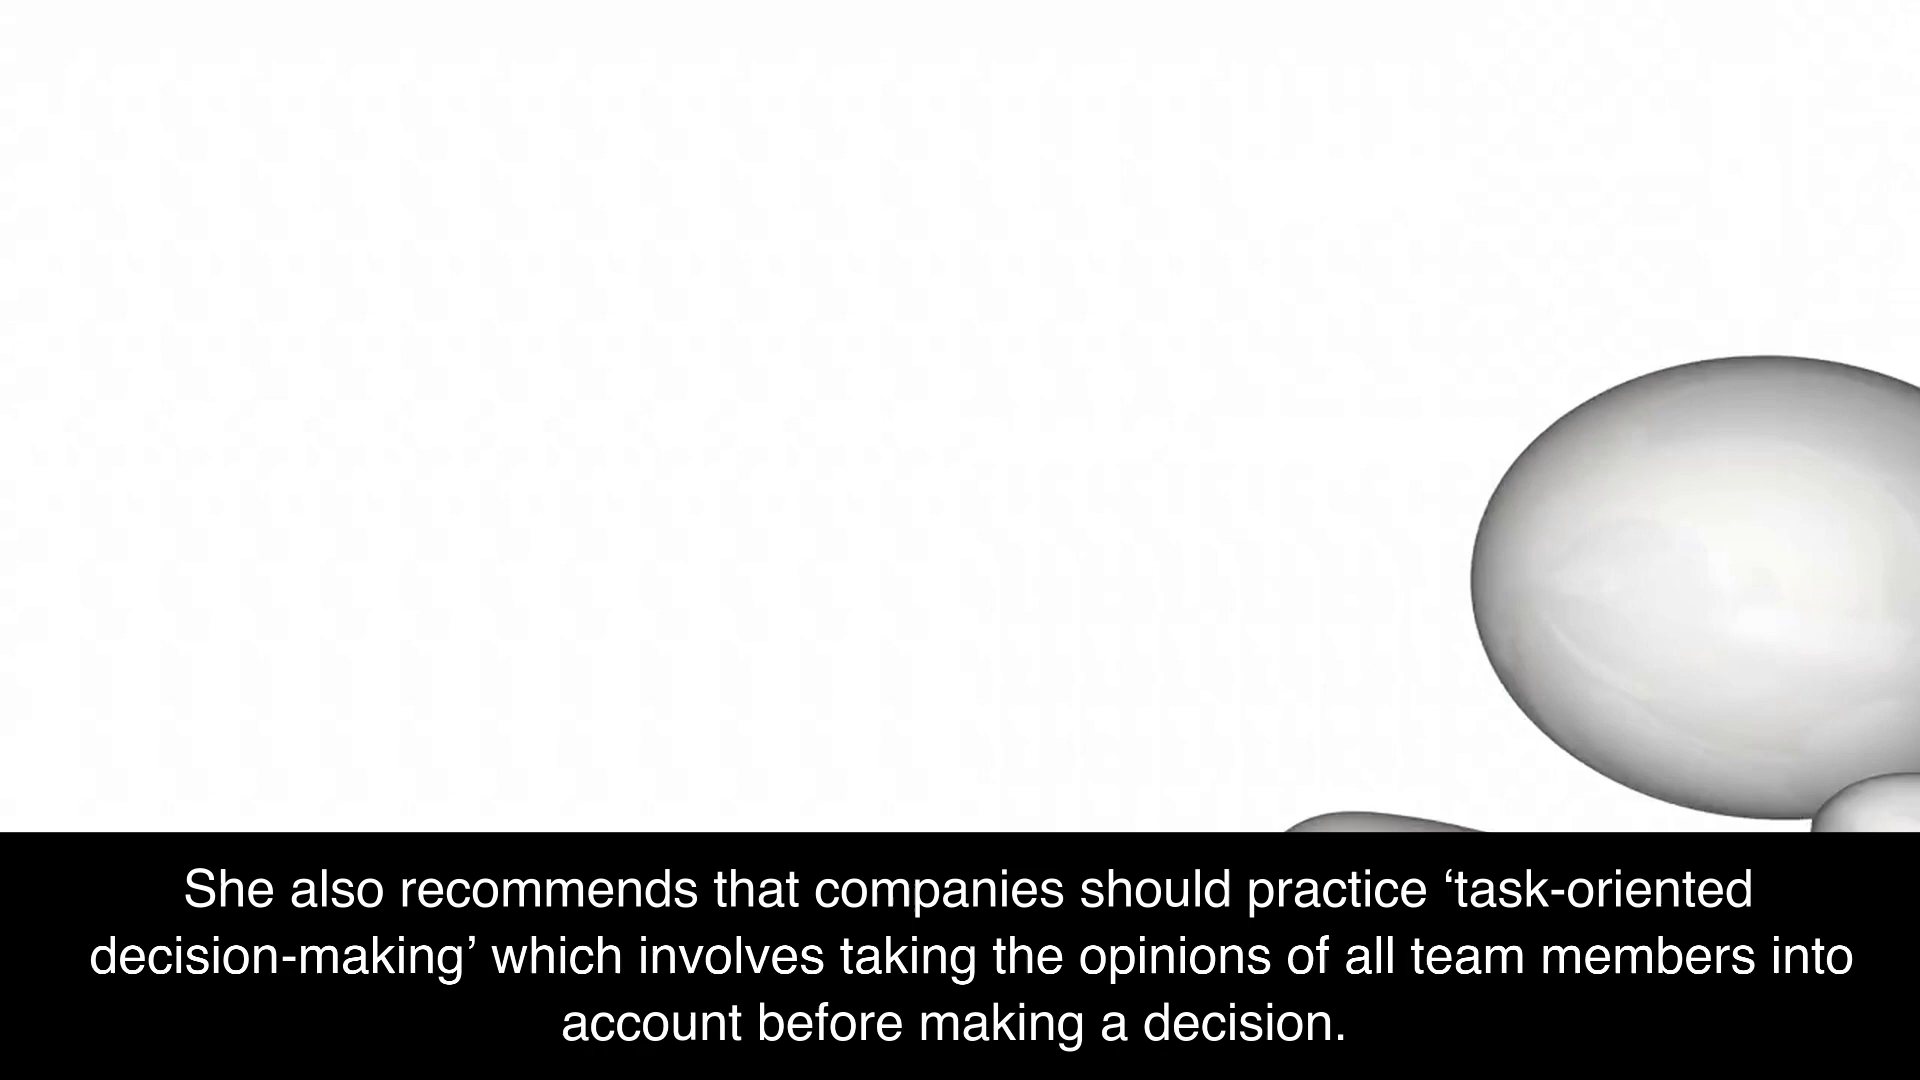 She also recommends that companies should practice ‘task-oriented
decision-making’ which involves taking the opinions of all team members into
account before making a decision.